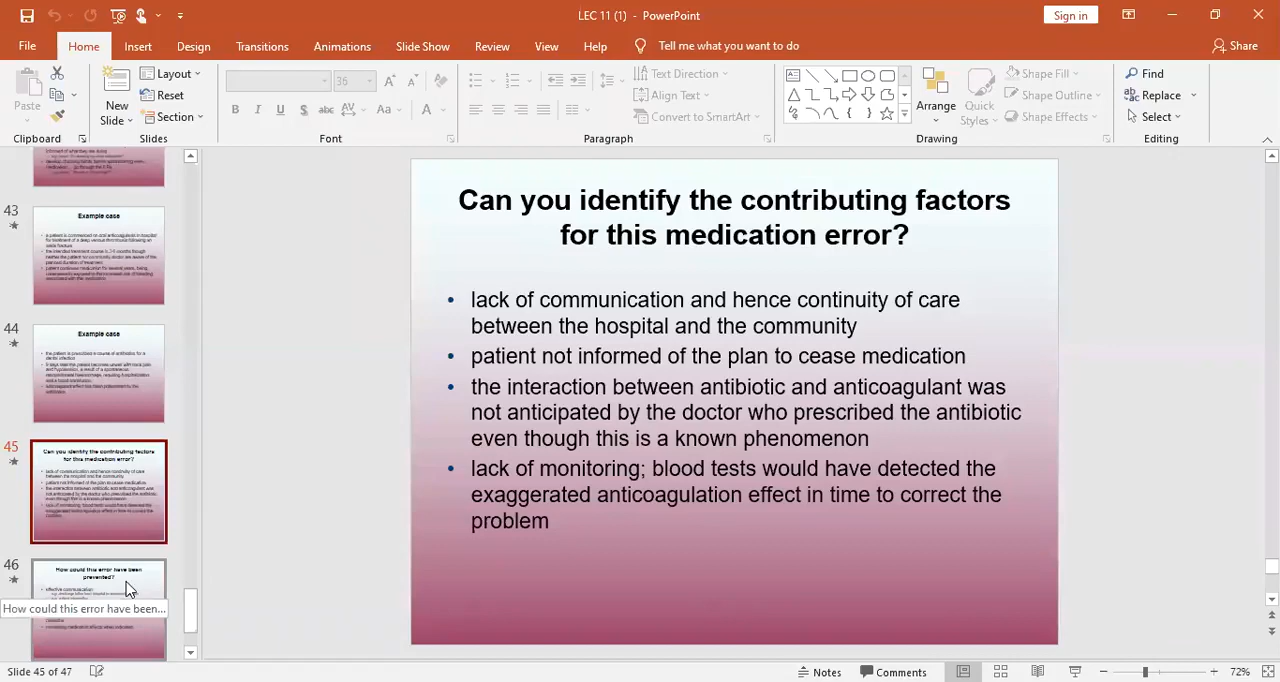 LEC 11 (1) - PowerPoint
Sign in
File Home Insert Design Transitions Animations Slide Show Review View Help Tell me what you want to do Share
Paste
New Slide
Layout
Reset
Section
36
B I U S abc AV Aa A
Text Direction
Align Text
Convert to SmartArt
Arrange
Quick Styles
Shape Fill
Shape Outline
Shape Effects
Find
Replace
Select
Clipboard Slides Font Paragraph Drawing Editing
43
Example case
44
Example case
45
Can you identify the contributing factors
for this medication error?
46
How could this error have been
prevented?
effective communication
How could this error have been...
Can you identify the contributing factors
for this medication error?
• lack of communication and hence continuity of care
between the hospital and the community
• patient not informed of the plan to cease medication
• the interaction between antibiotic and anticoagulant was
not anticipated by the doctor who prescribed the antibiotic
even though this is a known phenomenon
• lack of monitoring; blood tests would have detected the
exaggerated anticoagulation effect in time to correct the
problem
Slide 45 of 47
Notes Comments 72%